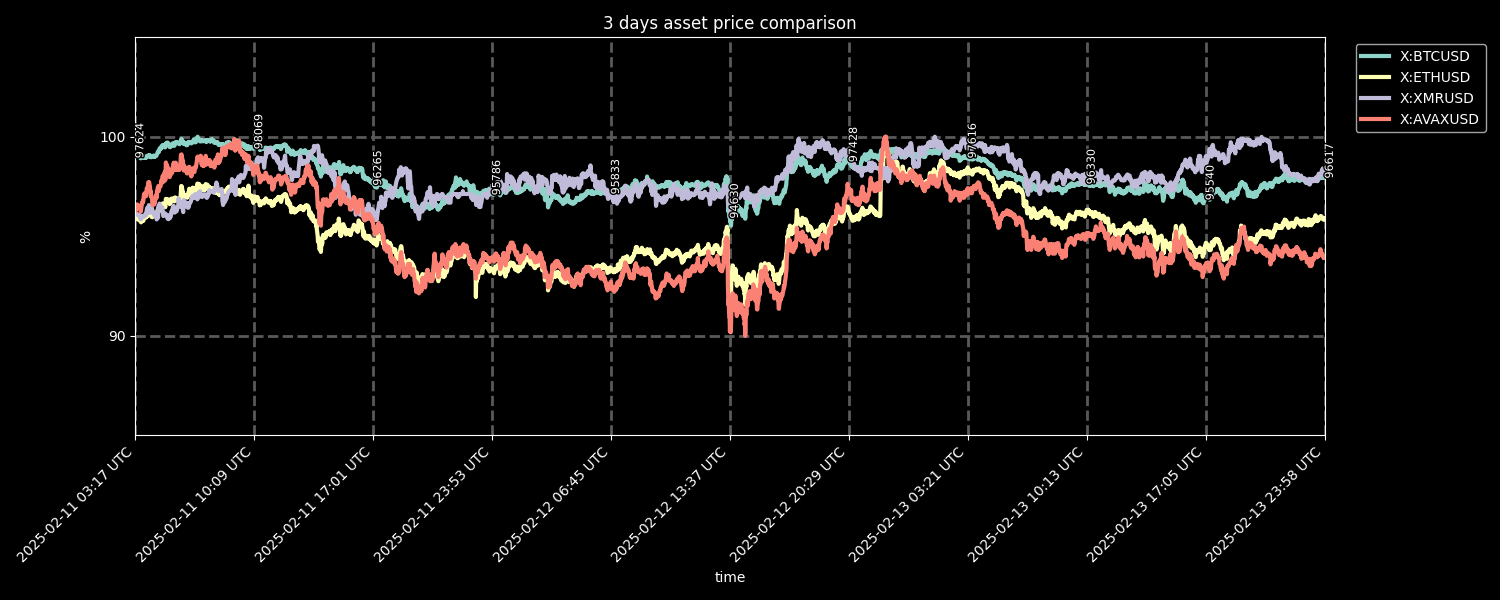 3 days asset price comparison
X:BTCUSD
X:ETHUSD
X:XMRUSD
X:AVAXUSD
100
90
%
97624
98069
96265
95786
95833
94630
97428
97616
96330
95540
96617
2025-02-11 03:17 UTC
2025-02-11 10:09 UTC
2025-02-11 17:01 UTC
2025-02-11 23:53 UTC
2025-02-12 06:45 UTC
2025-02-12 13:37 UTC
2025-02-12 20:29 UTC
2025-02-13 03:21 UTC
2025-02-13 10:13 UTC
2025-02-13 17:05 UTC
2025-02-13 23:58 UTC
time